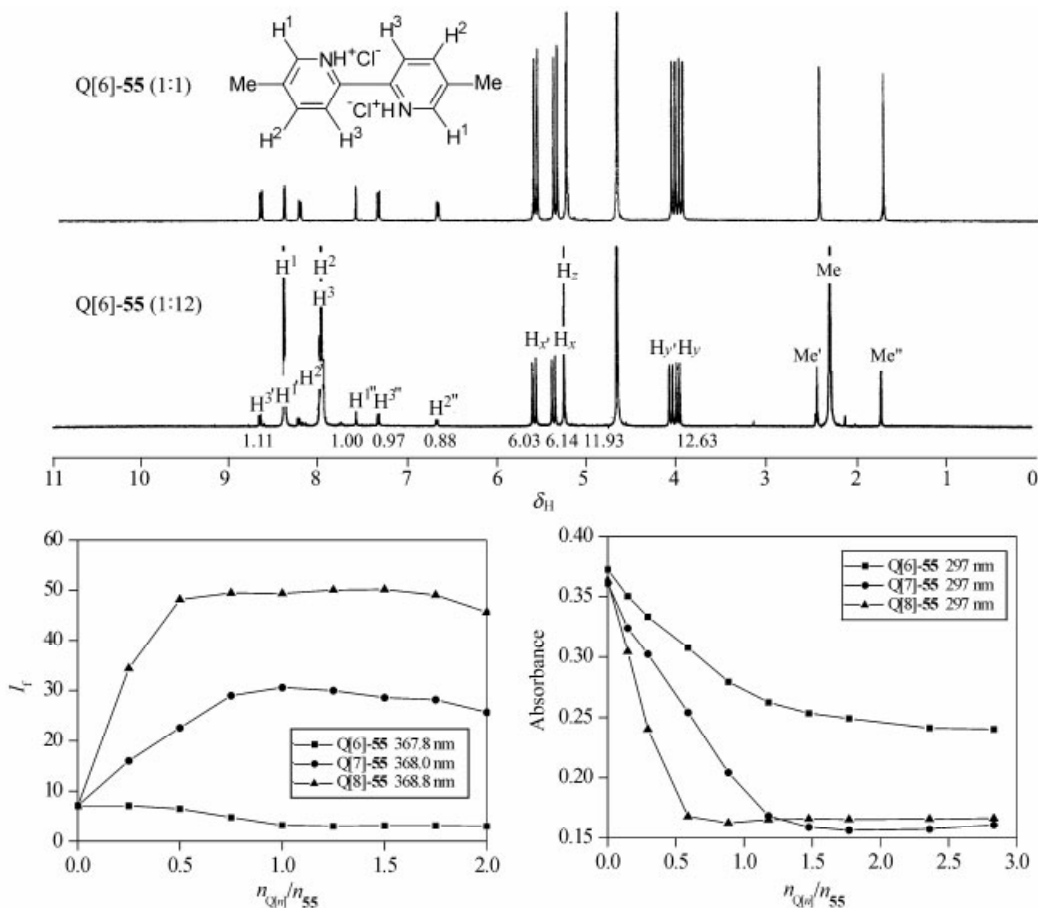 H¹ H³ H²
NH⁺Cl⁻
Q[6]-55 (1:1) Me Me
⁻Cl⁺HN
H² H³ H¹
Q[6]-55 (1:12) H¹ H² H³ Hz Me
Hx' Hx Hy' Hy
H³' H¹' H²' H¹'' H³'' H²'' Me' Me''
1.11 1.00 0.97 0.88 6.03 6.14 11.93 12.63
11 9 8 7 6 5 4 3 2 1 0
δH
60
50
40
30
20
10
0
If
Q[6]-55 367.8 nm
Q[7]-55 368.0 nm
Q[8]-55 368.8 nm
0.0 0.5 1.0 1.5 2.0
nQ[n]/n55
0.40
0.35
0.30
0.25
0.20
0.15
Absorbance
Q[6]-55 297 nm
Q[7]-55 297 nm
Q[8]-55 297 nm
0.0 0.5 1.0 1.5 2.0 2.5 3.0
nQ[n]/n55